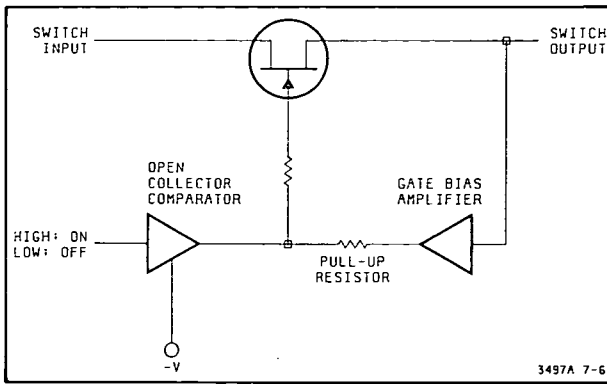 SWITCH
INPUT
SWITCH
OUTPUT
OPEN
COLLECTOR
COMPARATOR
GATE BIAS
AMPLIFIER
HIGH: ON
LOW: OFF
PULL-UP
RESISTOR
-V
3497A 7-6